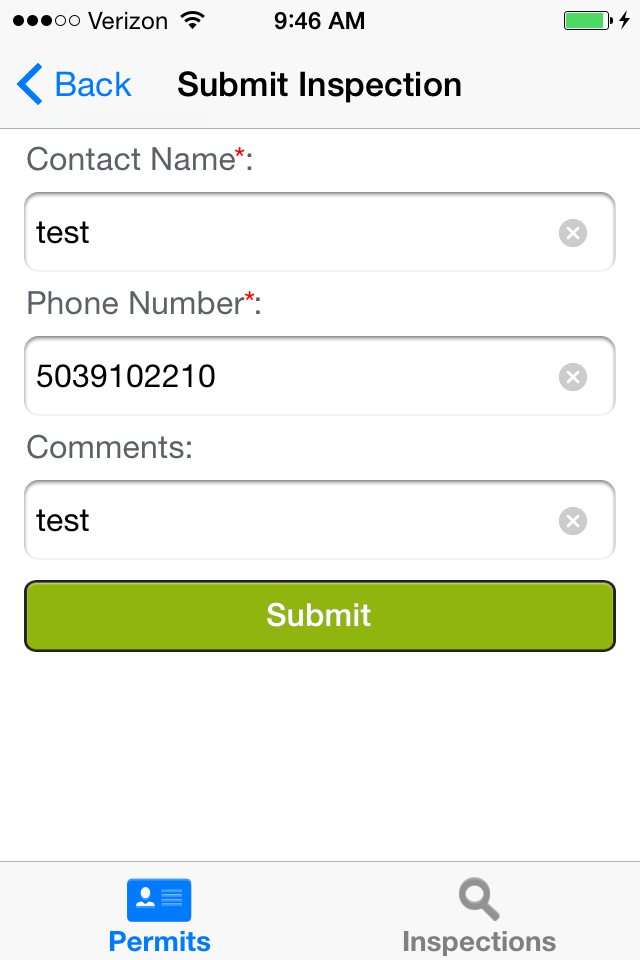 Verizon 9:46 AM
Back Submit Inspection
Contact Name*:
test
Phone Number*:
5039102210
Comments:
test
Submit
Permits Inspections